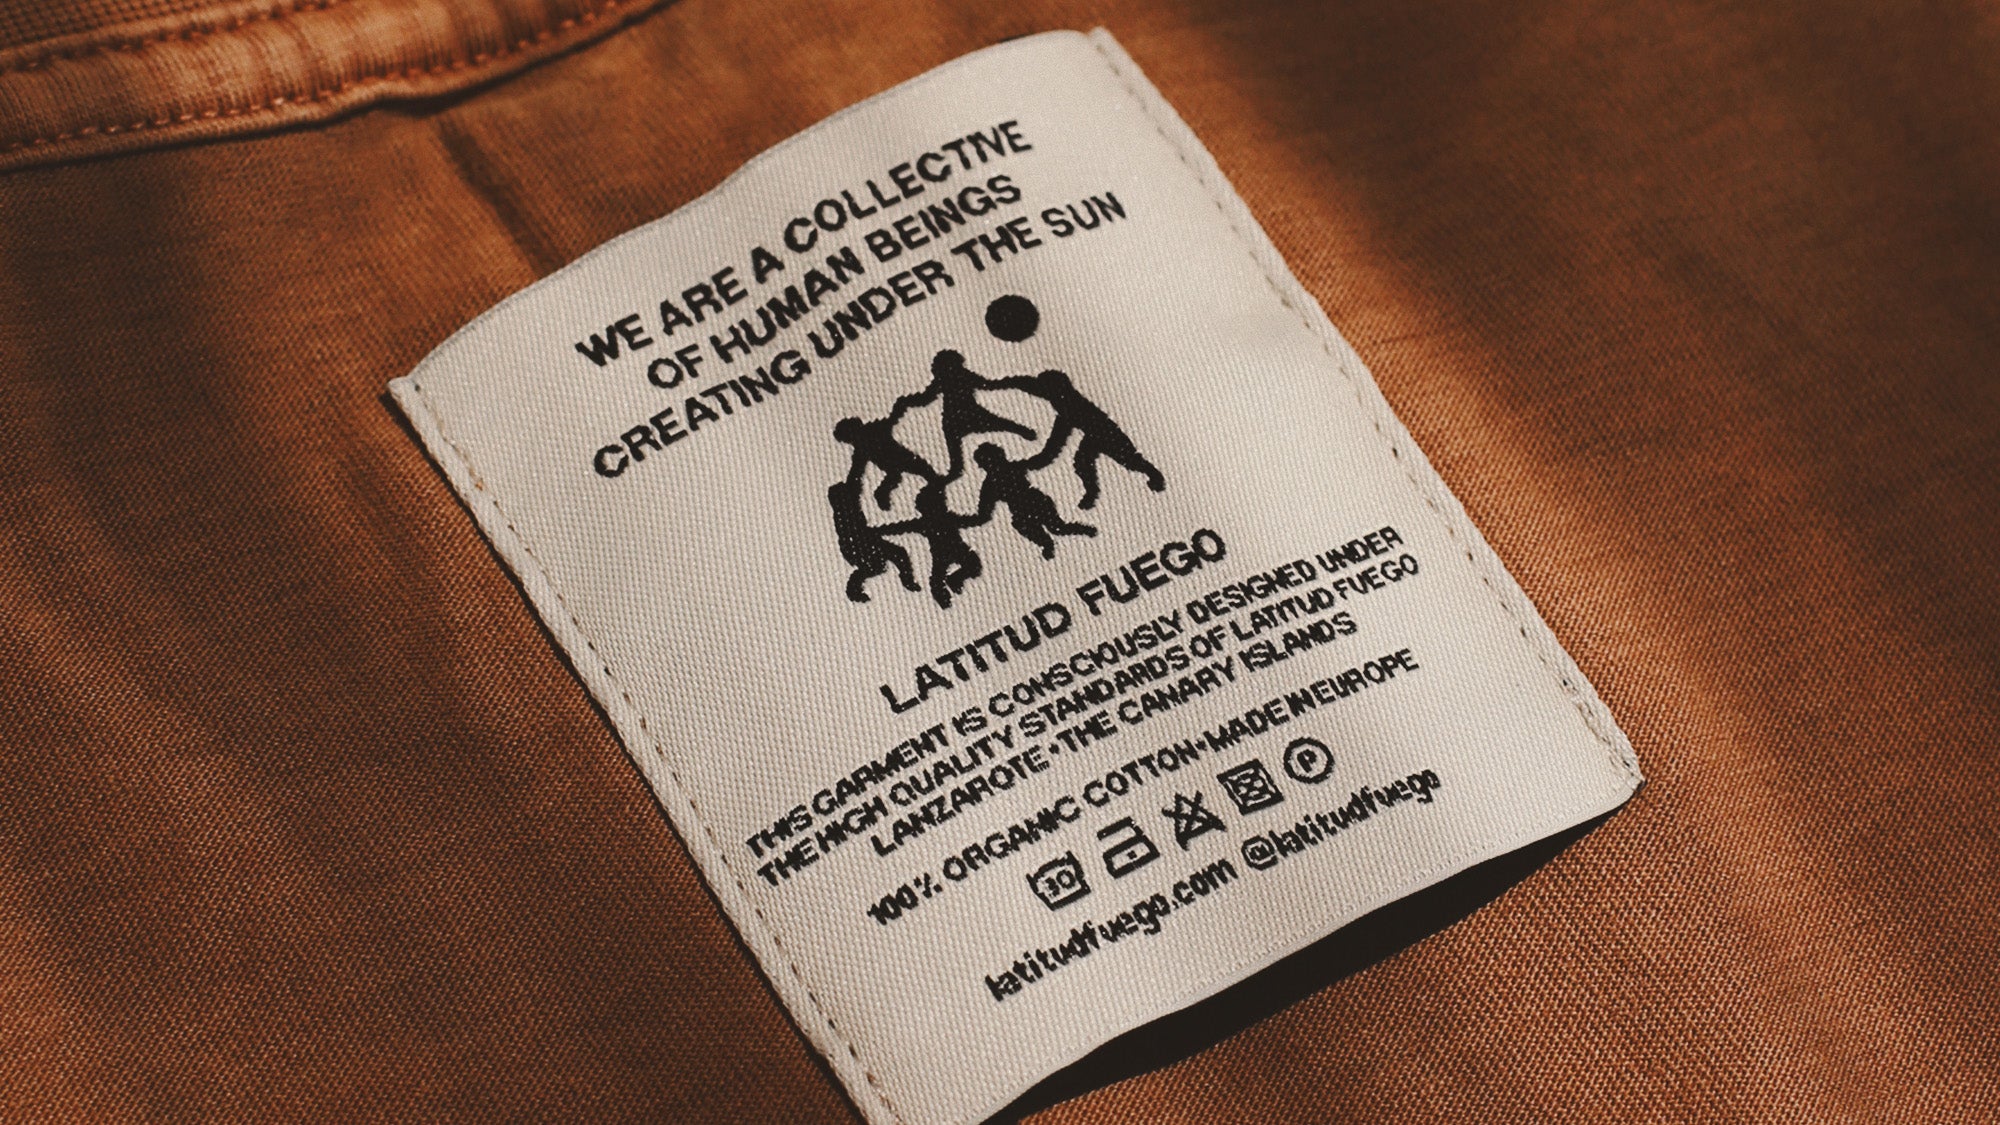 WE ARE A COLLECTIVE
OF HUMAN BEINGS
CREATING UNDER THE SUN
LATITUD FUEGO
THIS GARMENT IS CONSCIOUSLY DESIGNED UNDER
THE HIGH QUALITY STANDARDS OF LATITUD FUEGO
LANZAROTE • THE CANARY ISLANDS
100% ORGANIC COTTON • MADE IN EUROPE
30 P
latitudfuego.com @latitudfuego